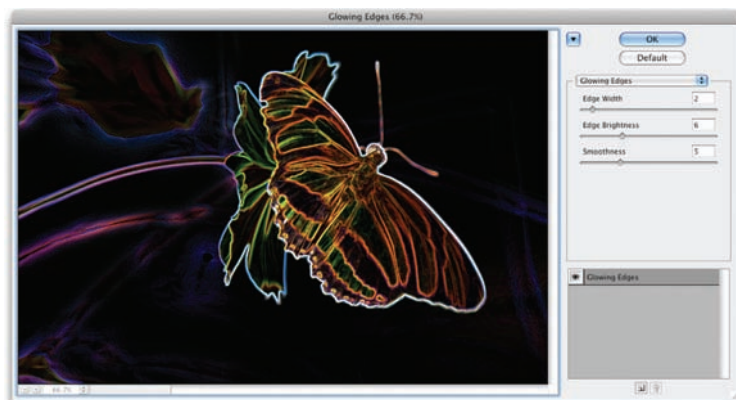 Glowing Edges (66.7%)
OK
Default
Glowing Edges
Edge Width 2
Edge Brightness 6
Smoothness 5
Glowing Edges
66.7%